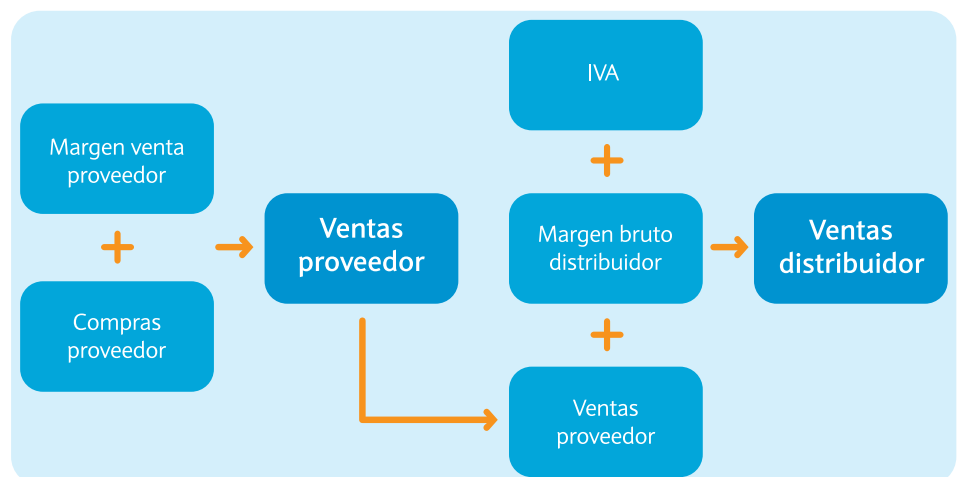 Margen venta
proveedor
+
Compras
proveedor
Ventas
proveedor
IVA
+
Margen bruto
distribuidor
+
Ventas
proveedor
Ventas
distribuidor